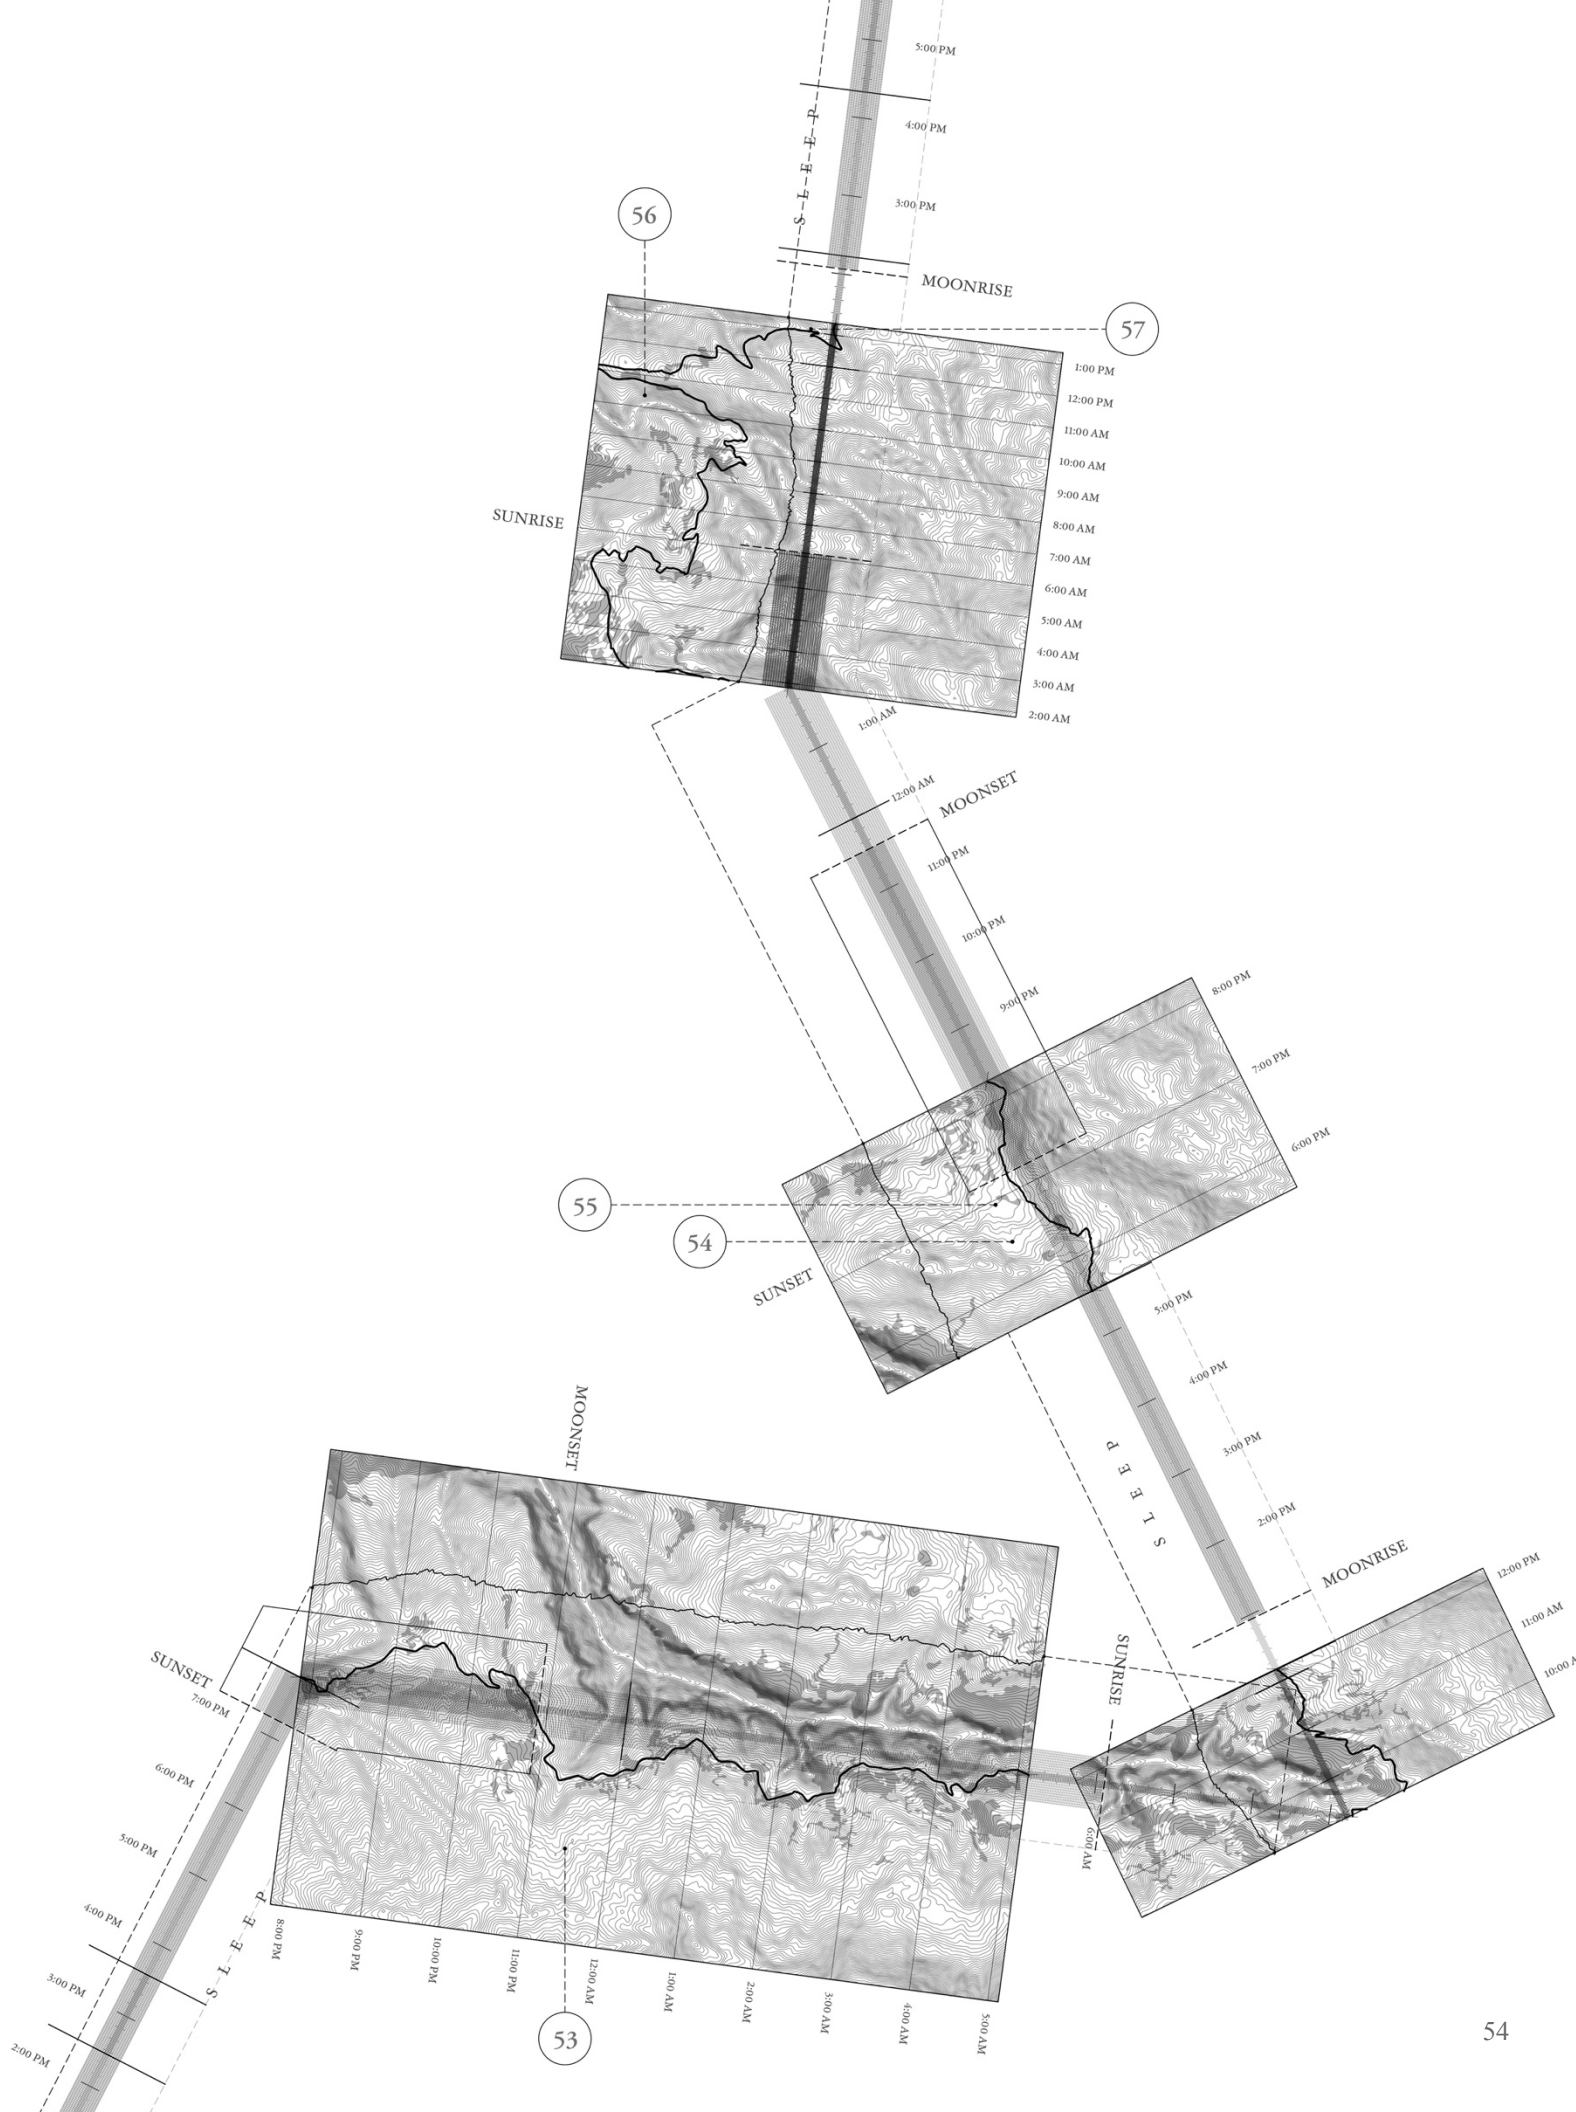 5:00 PM
4:00 PM
SLEEP
3:00 PM
56
MOONRISE
57
1:00 PM
12:00 PM
11:00 AM
10:00 AM
9:00 AM
SUNRISE
8:00 AM
7:00 AM
6:00 AM
5:00 AM
4:00 AM
3:00 AM
2:00 AM
1:00 AM
12:00 AM
MOONSET
11:00 PM
10:00 PM
9:00 PM
8:00 PM
7:00 PM
6:00 PM
55
54
SUNSET
5:00 PM
4:00 PM
3:00 PM
SLEEP
2:00 PM
MOONRISE
12:00 PM
11:00 AM
10:00 A
MOONSET
SUNRISE
6:00 AM
SUNSET
7:00 PM
6:00 PM
5:00 PM
4:00 PM
3:00 PM
2:00 PM
SLEEP
8:00 PM
9:00 PM
10:00 PM
11:00 PM
12:00 AM
1:00 AM
2:00 AM
3:00 AM
4:00 AM
5:00 AM
53
54